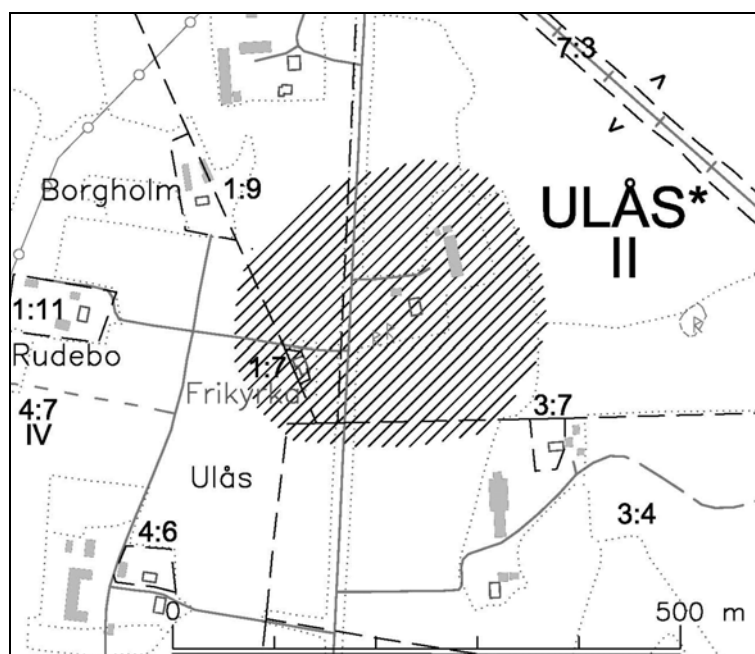 7:3
Borgholm
1:9
ULÅS*
II
1:11
Rudebo
1:7
Frikyrka
4:7
IV
3:7
Ulås
3:4
4:6
0
500 m